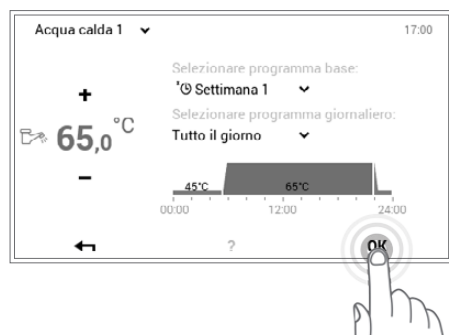 Acqua calda 1
17:00
Selezionare programma base:
Settimana 1
Selezionare programma giornaliero:
Tutto il giorno
+
65,0 °C
−
45°C 65°C
00:00 12:00 24:00
? OK